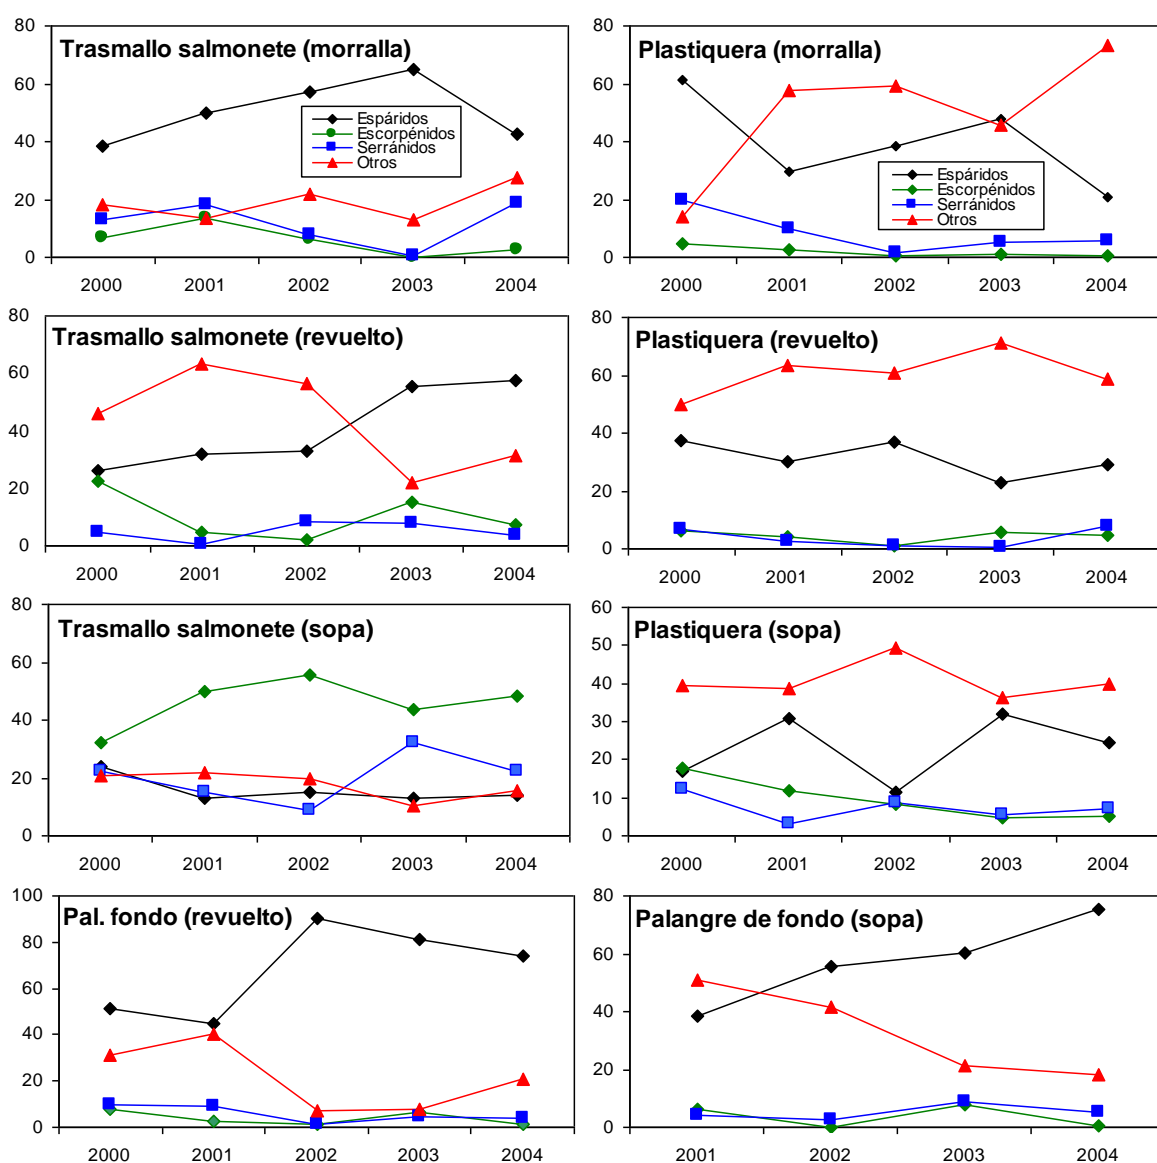 Trasmallo salmonete (morralla)
80
60
40
20
0
Espáridos
Escorpénidos
Serránidos
Otros
2000 2001 2002 2003 2004
Plastiquera (morralla)
80
60
40
20
0
Espáridos
Escorpénidos
Serránidos
Otros
2000 2001 2002 2003 2004
Trasmallo salmonete (revuelto)
80
60
40
20
0
2000 2001 2002 2003 2004
Plastiquera (revuelto)
80
60
40
20
0
2000 2001 2002 2003 2004
Trasmallo salmonete (sopa)
80
60
40
20
0
2000 2001 2002 2003 2004
Plastiquera (sopa)
60
50
40
30
20
10
0
2000 2001 2002 2003 2004
Pal. fondo (revuelto)
100
80
60
40
20
0
2000 2001 2002 2003 2004
Palangre de fondo (sopa)
80
60
40
20
0
2001 2002 2003 2004